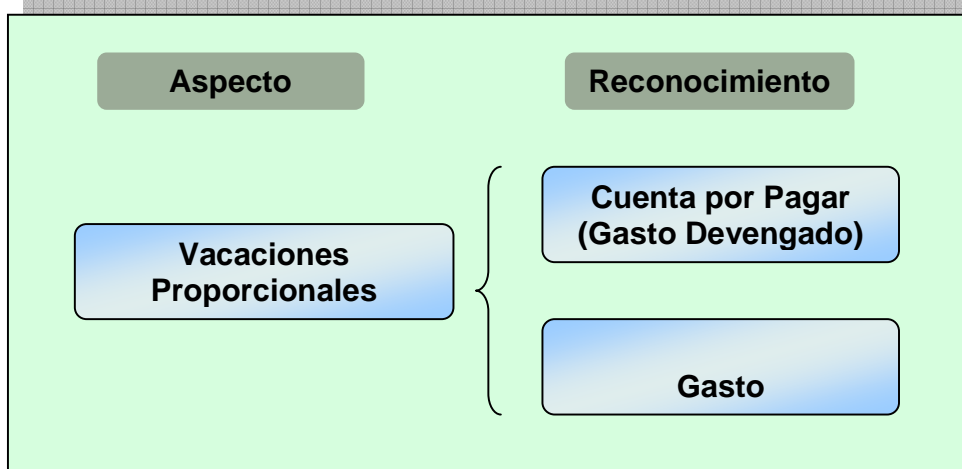 Aspecto
Reconocimiento
Vacaciones
Proporcionales
Cuenta por Pagar
(Gasto Devengado)
Gasto